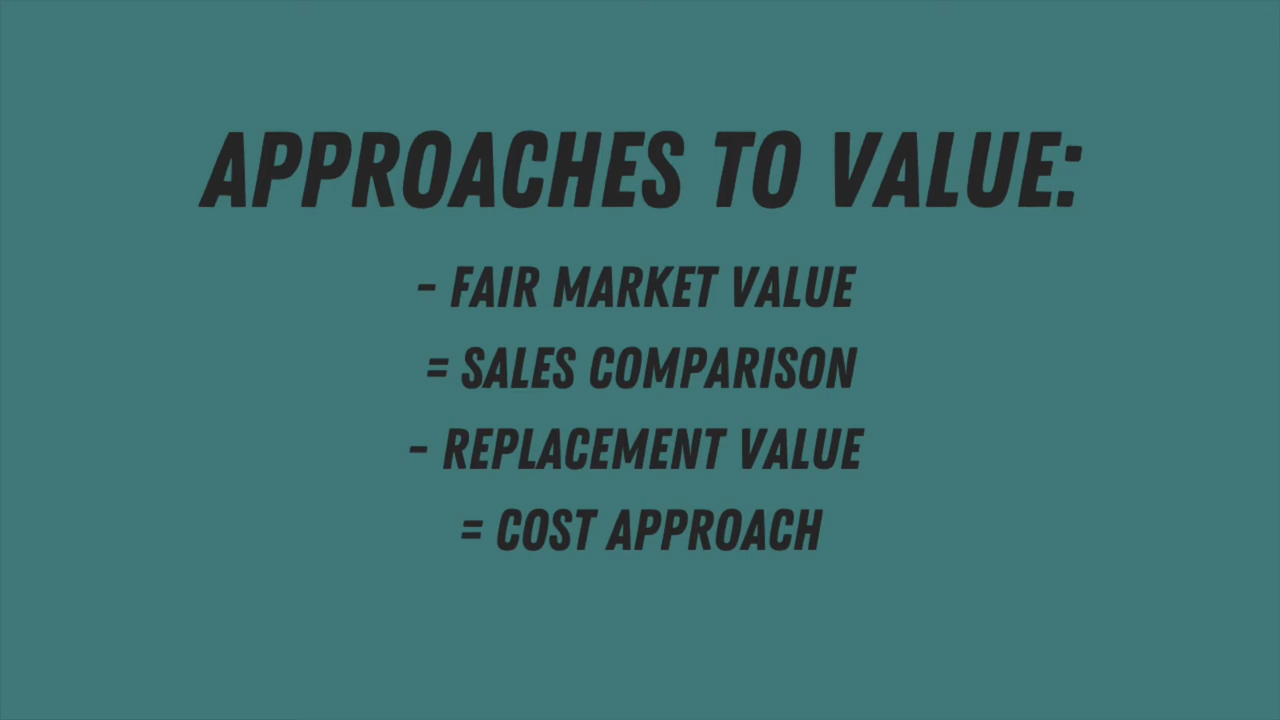 APPROACHES TO VALUE:
- FAIR MARKET VALUE
= SALES COMPARISON
- REPLACEMENT VALUE
= COST APPROACH